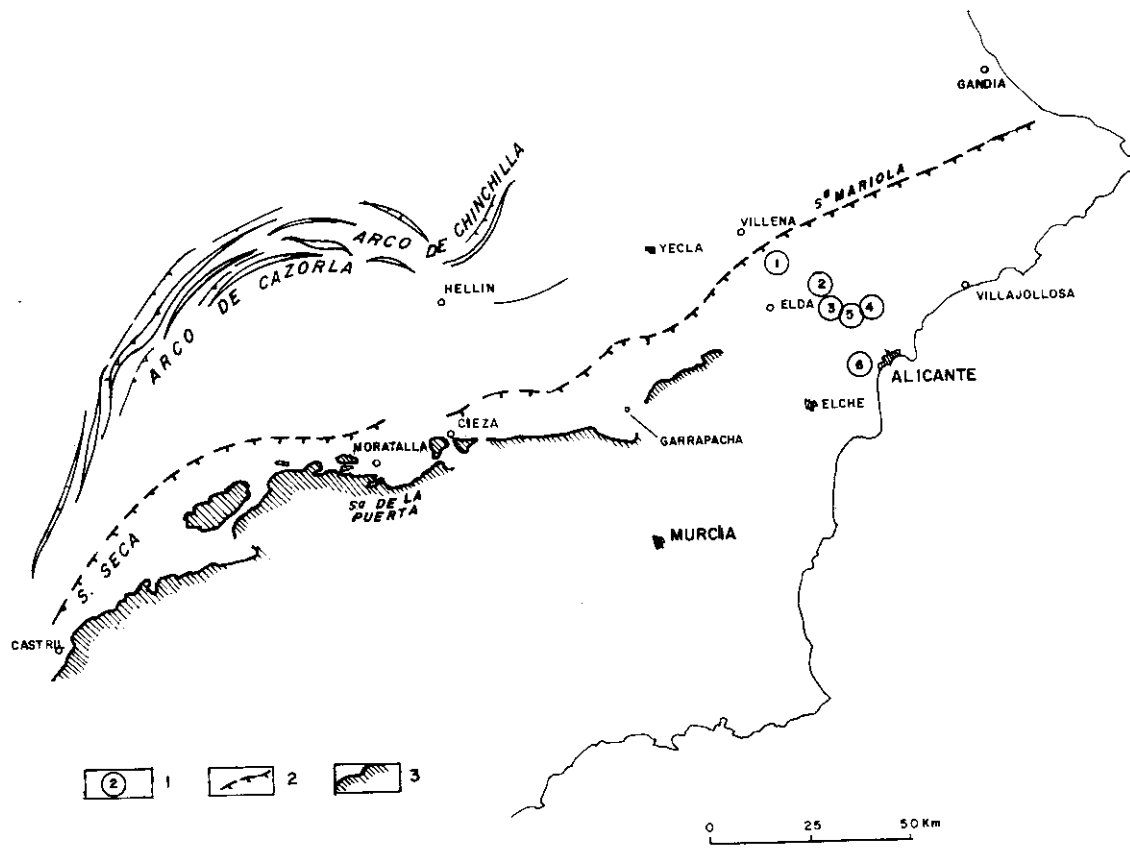 GANDIA
Sª MARIOLA
VILLENA
YECLA
ARCO DE CHINCHILLA
ARCO DE CAZORLA
HELLIN
1
2
ELDA
3
5
4
VILLAJOLLOSA
6
ALICANTE
ELCHE
CIEZA
GARRAPACHA
MORATALLA
Sª DE LA
PUERTA
MURCIA
S. SECA
CASTRIL
2 1
2
3
0 25 50 Km